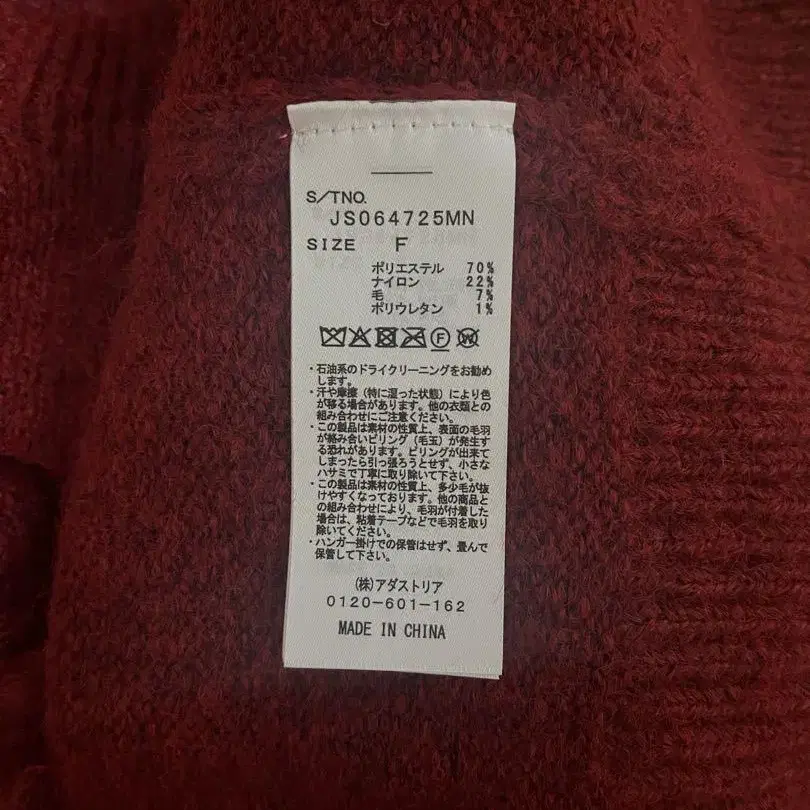 S/TNO.
JS064725MN
SIZE F
ポリエステル 70%
ナイロン 22%
毛 7%
ポリウレタン 1%
F W
・石油系のドライクリーニングをお勧め
します。
・汗や摩擦（特に湿った状態）により色
が移る場合があります。他の衣類との
組み合わせにご注意ください。
・この製品は素材の性質上、表面の毛羽
が絡み合いピリング（毛玉）が発生す
る恐れがあります。ピリングが出来て
しまったら引っ張ろうとせず、小さな
ハサミで丁寧に取り除いて下さい。
・この製品は素材の性質上、多少毛が抜
けやすくなっております。他の商品と
の組み合わせにより、毛羽が付着した
場合は、粘着テープなどで毛羽を取り
除いてください。
・ハンガー掛けでの保管はせず、畳んで
保管して下さい。
(株)アダストリア
0120-601-162
MADE IN CHINA